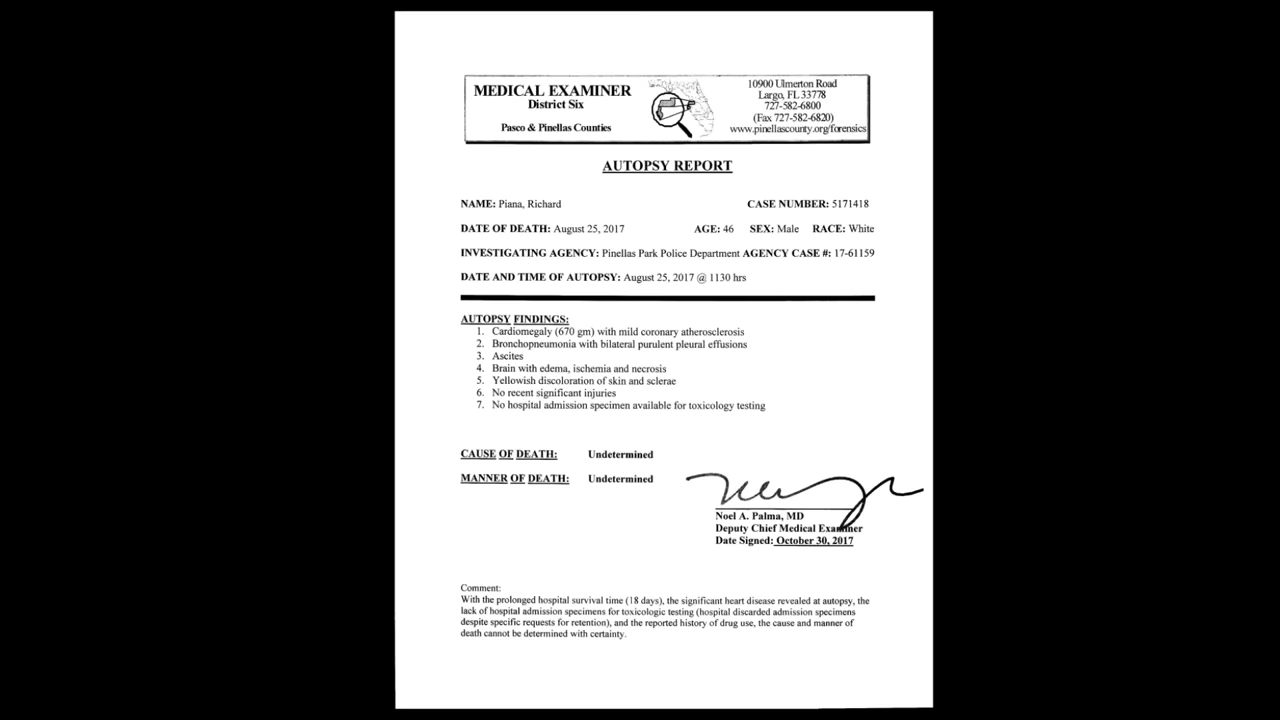 MEDICAL EXAMINER
District Six
Pasco & Pinellas Counties
10900 Ulmerton Road
Largo, FL 33778
727-582-6800
(Fax 727-582-6820)
www.pinellascounty.org/forensics
AUTOPSY REPORT
NAME: Piana, Richard CASE NUMBER: 5171418
DATE OF DEATH: August 25, 2017 AGE: 46 SEX: Male RACE: White
INVESTIGATING AGENCY: Pinellas Park Police Department AGENCY CASE #: 17-61159
DATE AND TIME OF AUTOPSY: August 25, 2017 @ 1130 hrs
AUTOPSY FINDINGS:
1. Cardiomegaly (670 gm) with mild coronary atherosclerosis
2. Bronchopneumonia with bilateral purulent pleural effusions
3. Ascites
4. Brain with edema, ischemia and necrosis
5. Yellowish discoloration of skin and sclerae
6. No recent significant injuries
7. No hospital admission specimen available for toxicology testing
CAUSE OF DEATH: Undetermined
MANNER OF DEATH: Undetermined
Noel A. Palma, MD
Deputy Chief Medical Examiner
Date Signed: October 30, 2017
Comment:
With the prolonged hospital survival time (18 days), the significant heart disease revealed at autopsy, the
lack of hospital admission specimens for toxicologic testing (hospital discarded admission specimens
despite specific requests for retention), and the reported history of drug use, the cause and manner of
death cannot be determined with certainty.